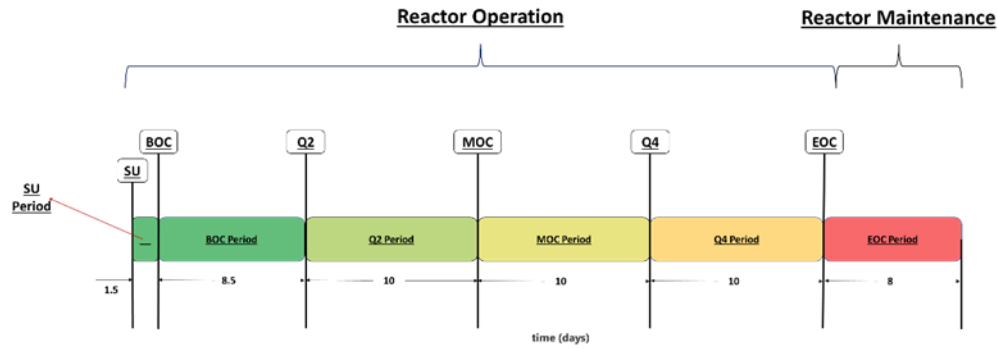 Reactor Operation
Reactor Maintenance
BOC
Q2
MOC
Q4
EOC
SU
SU
Period
BOC Period
Q2 Period
MOC Period
Q4 Period
EOC Period
1.5
8.5
10
10
10
8
time (days)